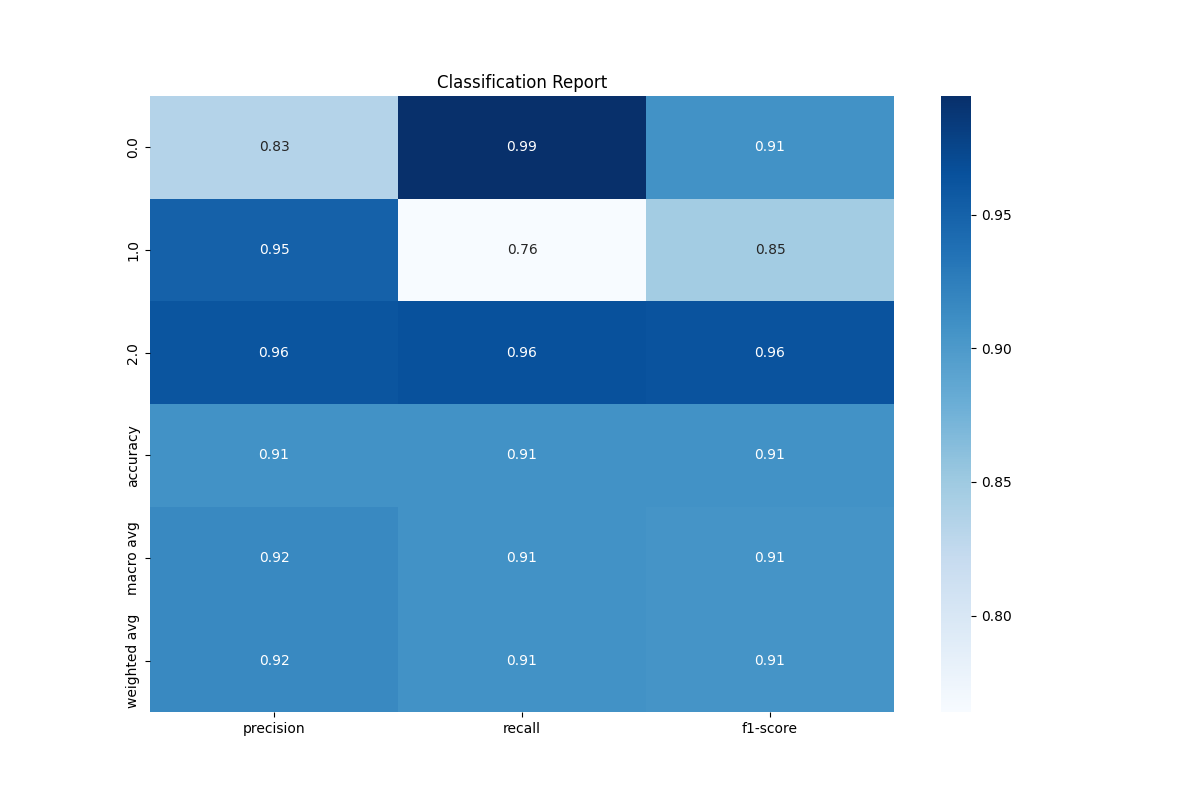 Classification Report
0.0 0.83 0.99 0.91
1.0 0.95 0.76 0.85
2.0 0.96 0.96 0.96
accuracy 0.91 0.91 0.91
macro avg 0.92 0.91 0.91
weighted avg 0.92 0.91 0.91
precision recall f1-score
0.95
0.90
0.85
0.80